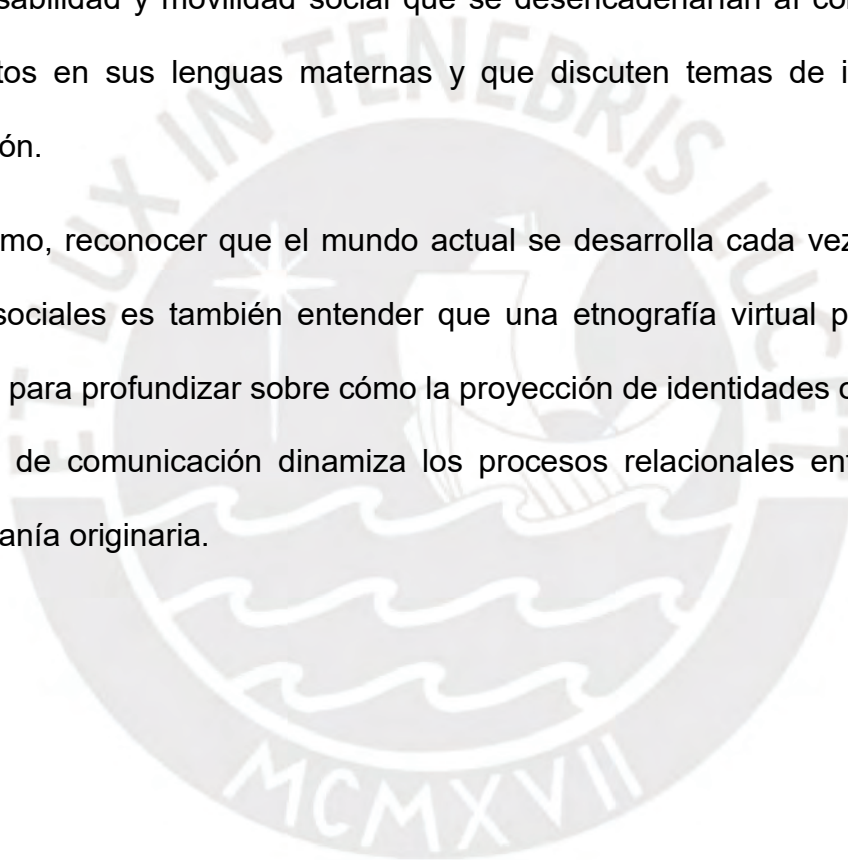 sabilidad y movilidad social que se desencadenarían al co
tos en sus lenguas maternas y que discuten temas de i
ón.
mo, reconocer que el mundo actual se desarrolla cada vez
sociales es también entender que una etnografía virtual p
para profundizar sobre cómo la proyección de identidades
de comunicación dinamiza los procesos relacionales en
anía originaria.
ET LUX IN TENEBRIS LUCET
MCMXVII